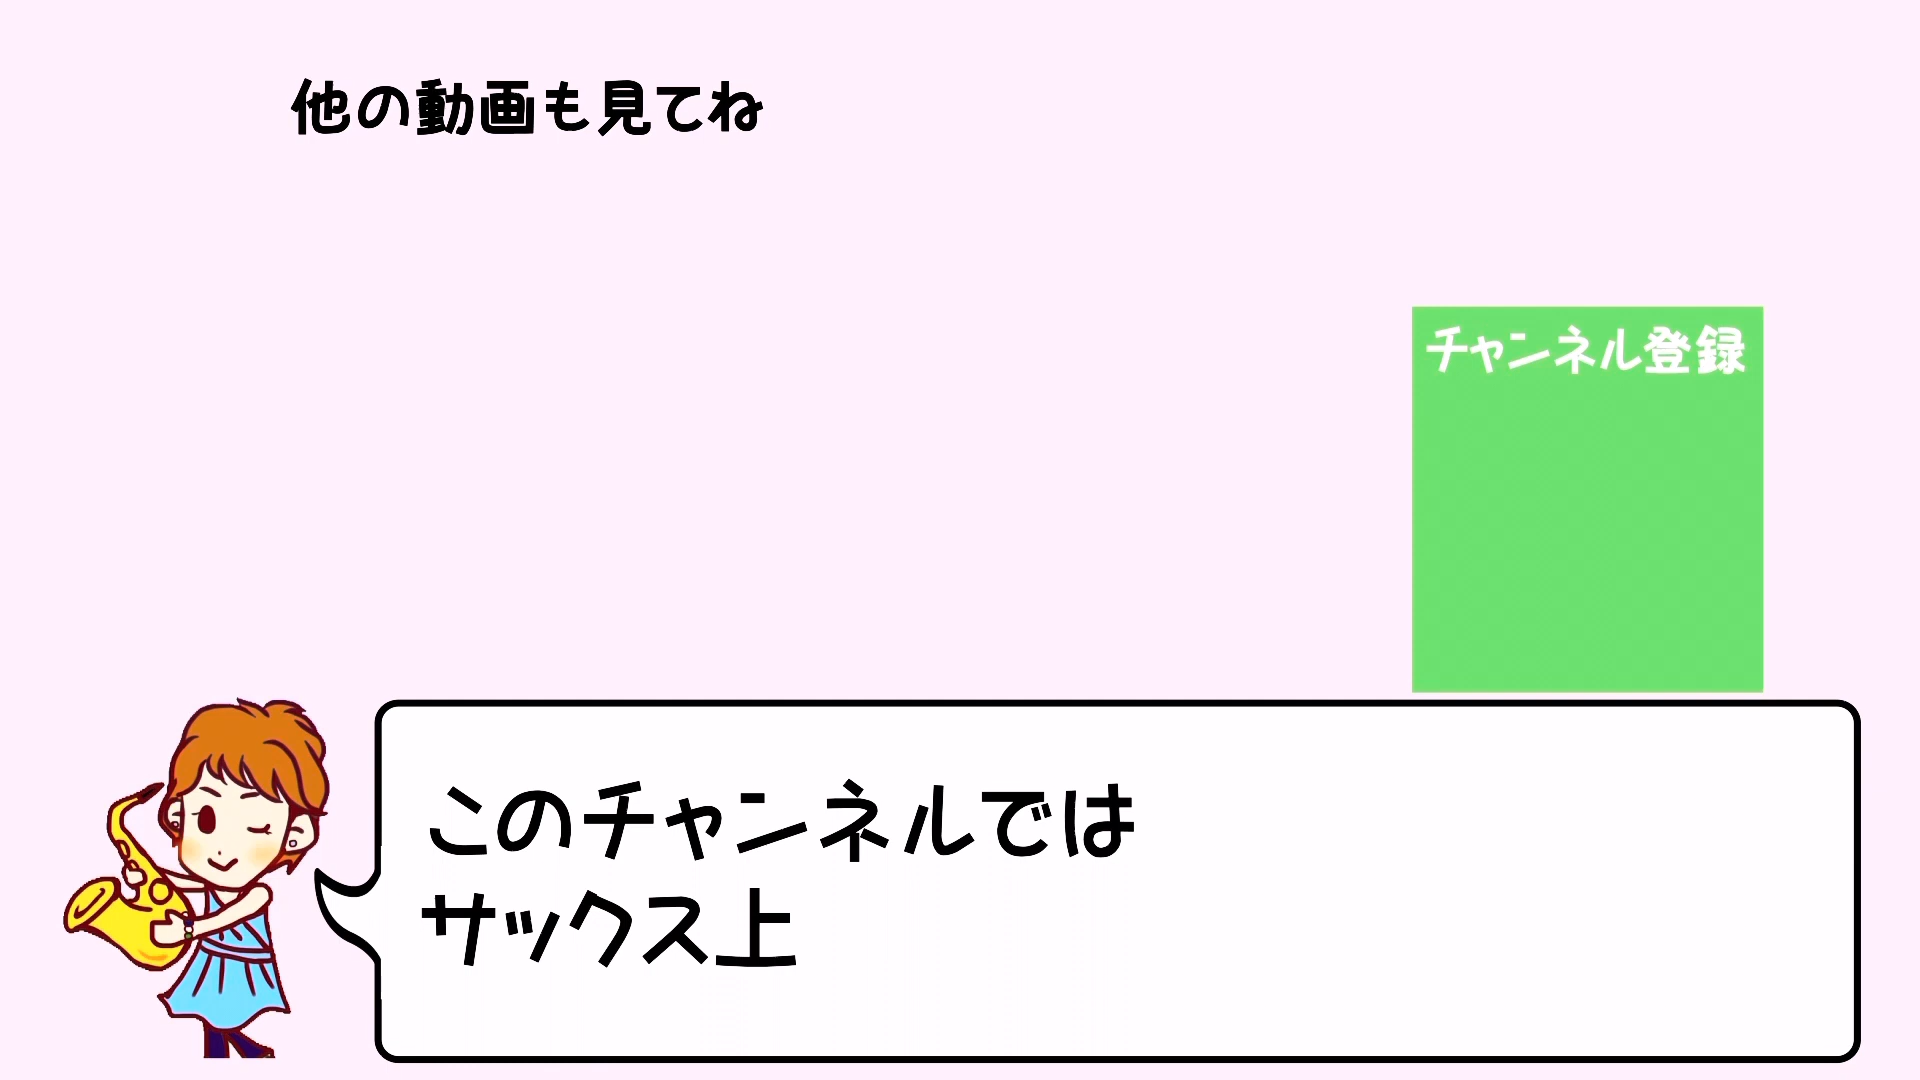 他の動画も見てね
チャンネル登録
このチャンネルでは
サックス上